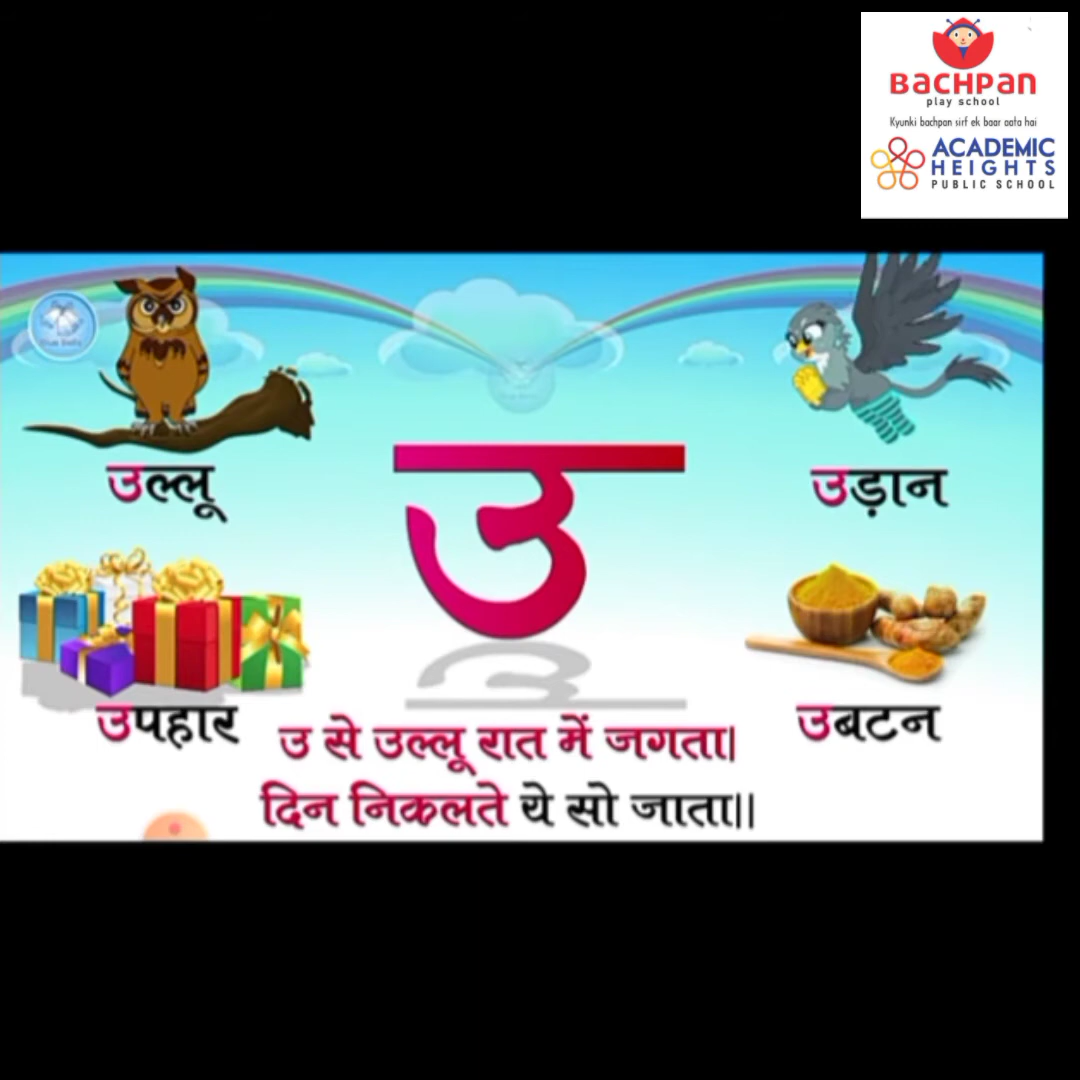 BACHPAN
play school
Kyunki bachpan sirf ek baar aata hai
ACADEMIC
HEIGHTS
PUBLIC SCHOOL
उ
उल्लू
उड़ान
उपहार
उबटन
उ से उल्लू रात में जगता|
दिन निकलते ये सो जाता||